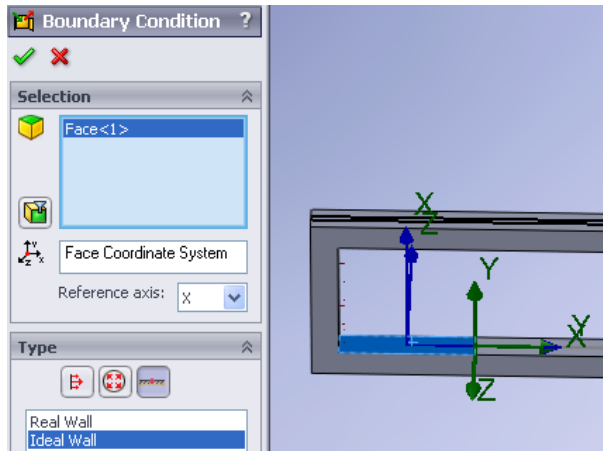 Boundary Condition ?
Selection
Face<1>
Y
X
Z
Face Coordinate System
Reference axis: X
Type
Real Wall
Ideal Wall
X
Z
Y
Y
X
Z